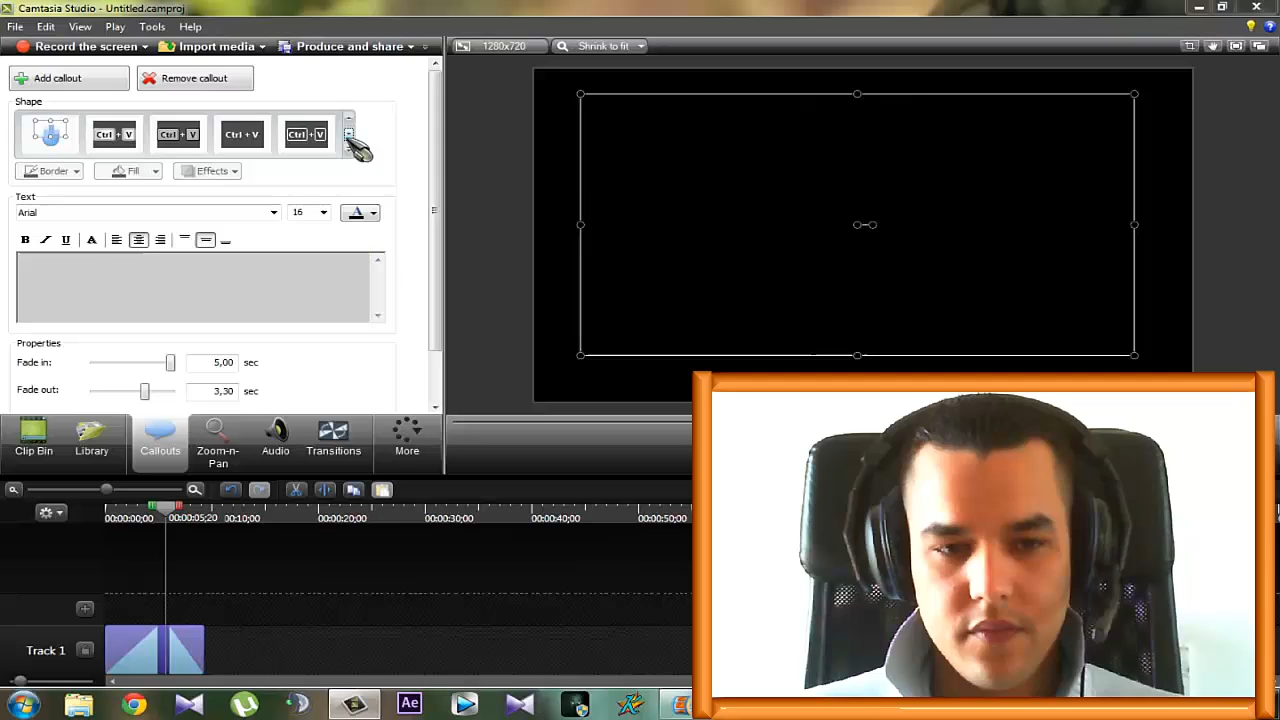 Camtasia Studio - Untitled.camproj
File Edit View Play Tools Help
Record the screen Import media Produce and share
1280x720 Shrink to fit
Add callout Remove callout
Shape
Ctrl + V Ctrl + V Ctrl + V Ctrl + V
Border Fill Effects
Text
Arial 16 A
B I U A
Properties
Fade in: 5,00 sec
Fade out: 3,30 sec
Clip Bin Library Callouts Zoom-n-Pan Audio Transitions More
00:00:00;00 00:00:05;20 00:10;00 00:00:20;00 00:00:30;00 00:00:40;00 00:00:50;00
Track 1
Ae